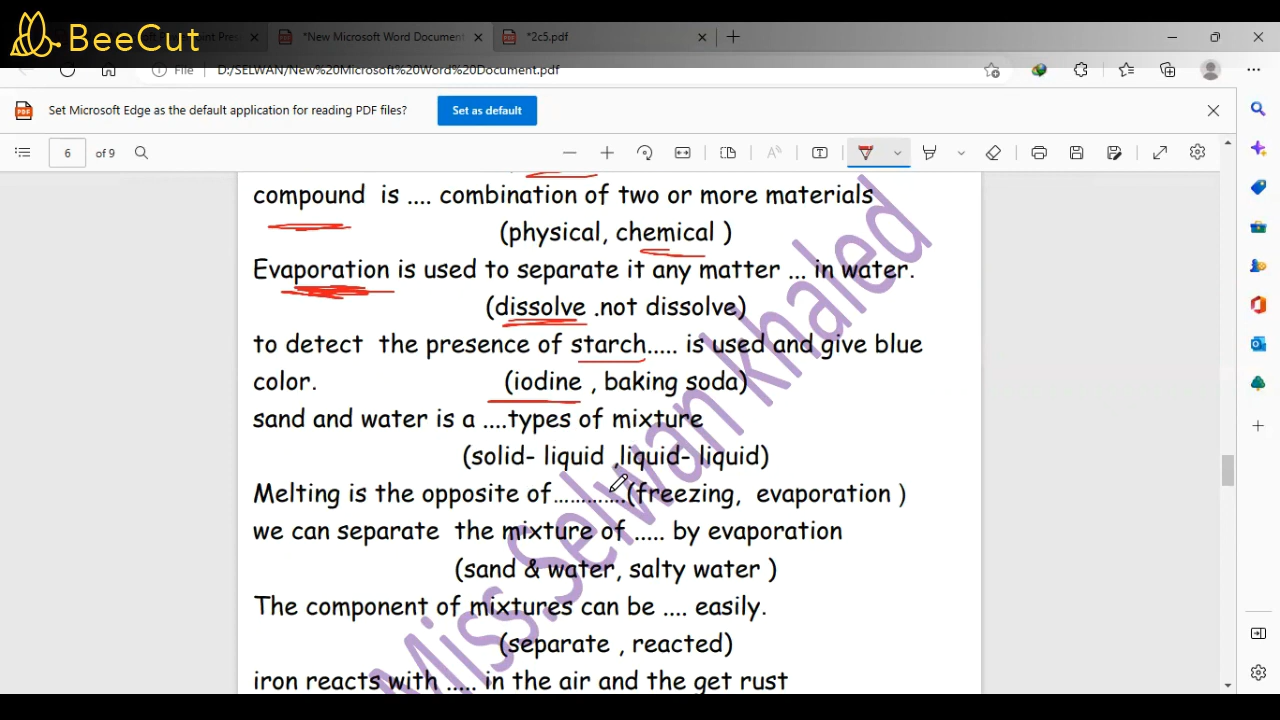 BeeCut
Pres
*New Microsoft Word Document
*2c5.pdf
File
D:/SELWAN/New%20Microsoft%20Word%20Document.pdf
Set Microsoft Edge as the default application for reading PDF files?
Set as default
6 of 9
compound is .... combination of two or more materials
(physical, chemical )
Evaporation is used to separate it any matter ... in water.
(dissolve .not dissolve)
to detect the presence of starch..... is used and give blue
color. (iodine , baking soda)
sand and water is a ....types of mixture
(solid- liquid ,liquid- liquid)
Melting is the opposite of.............(freezing, evaporation )
we can separate the mixture of ..... by evaporation
(sand & water, salty water )
The component of mixtures can be .... easily.
(separate , reacted)
iron reacts with ..... in the air and the get rust
Miss.Selwan khaled